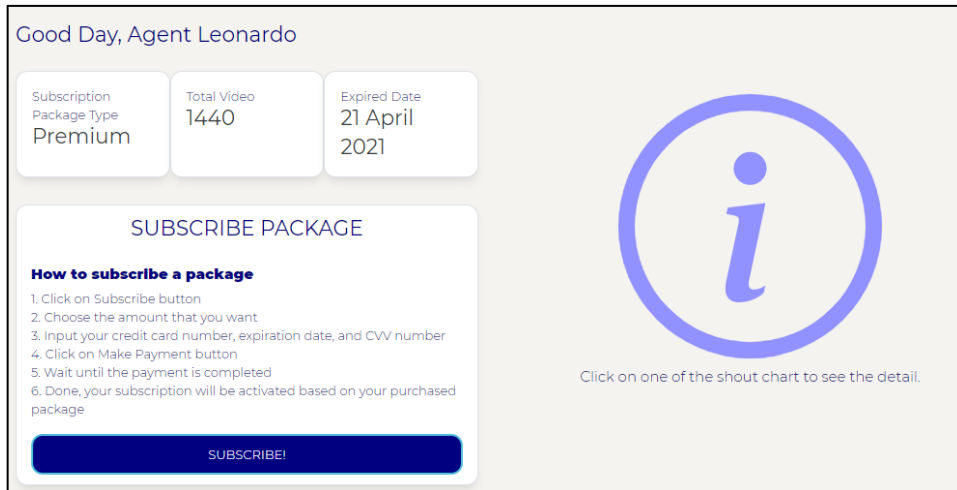 Good Day, Agent Leonardo
Subscription
Package Type
Premium
Total Video
1440
Expired Date
21 April
2021
SUBSCRIBE PACKAGE
How to subscribe a package
1. Click on Subscribe button
2. Choose the amount that you want
3. Input your credit card number, expiration date, and CVV number
4. Click on Make Payment button
5. Wait until the payment is completed
6. Done, your subscription will be activated based on your purchased
package
SUBSCRIBE!
i
Click on one of the shout chart to see the detail.